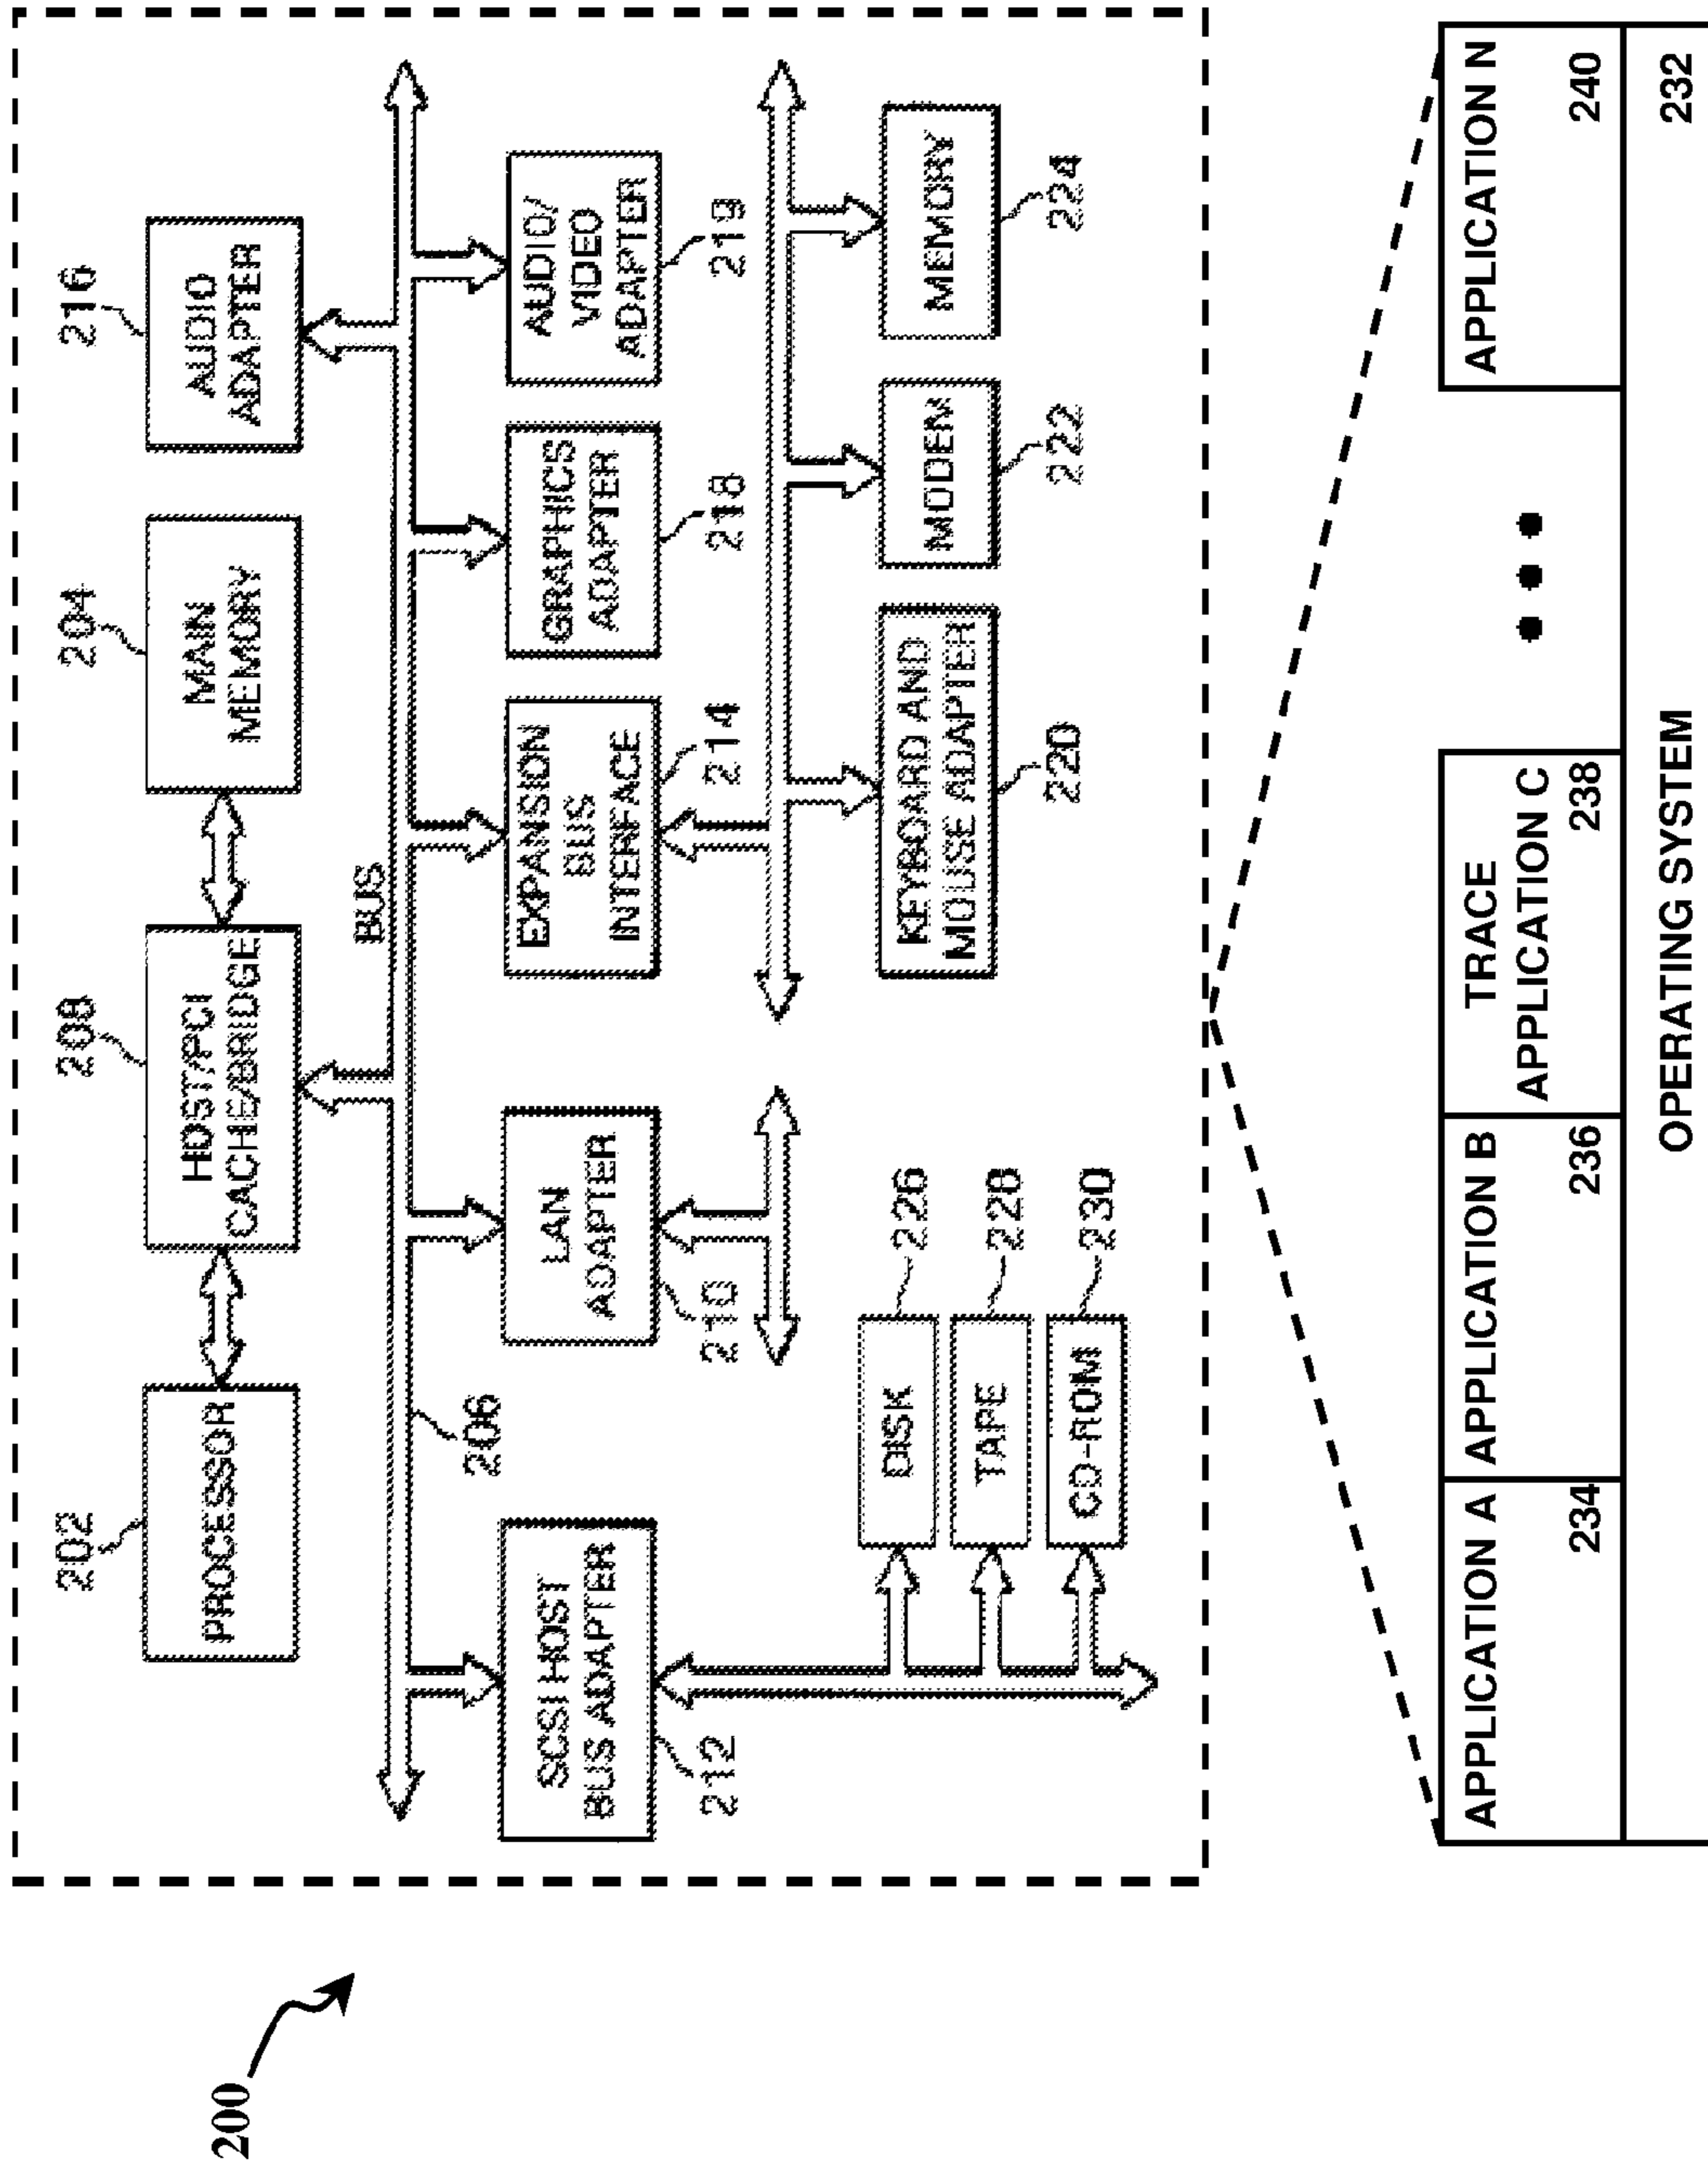 200
202
PROCESSOR
208
HOST/PCI
CACHE/BRIDGE
204
MAIN
MEMORY
216
AUDIO
ADAPTER
BUS
206
SCSI HOST
BUS ADAPTER
212
LAN
ADAPTER
210
EXPANSION
BUS
INTERFACE
214
GRAPHICS
ADAPTER
218
AUDIO/
VIDEO
ADAPTER
219
DISK
226
TAPE
228
CD-ROM
230
KEYBOARD AND
MOUSE ADAPTER
220
MODEM
222
MEMORY
224
APPLICATION A
234
APPLICATION B
236
TRACE
APPLICATION C
238
APPLICATION N
240
OPERATING SYSTEM
232